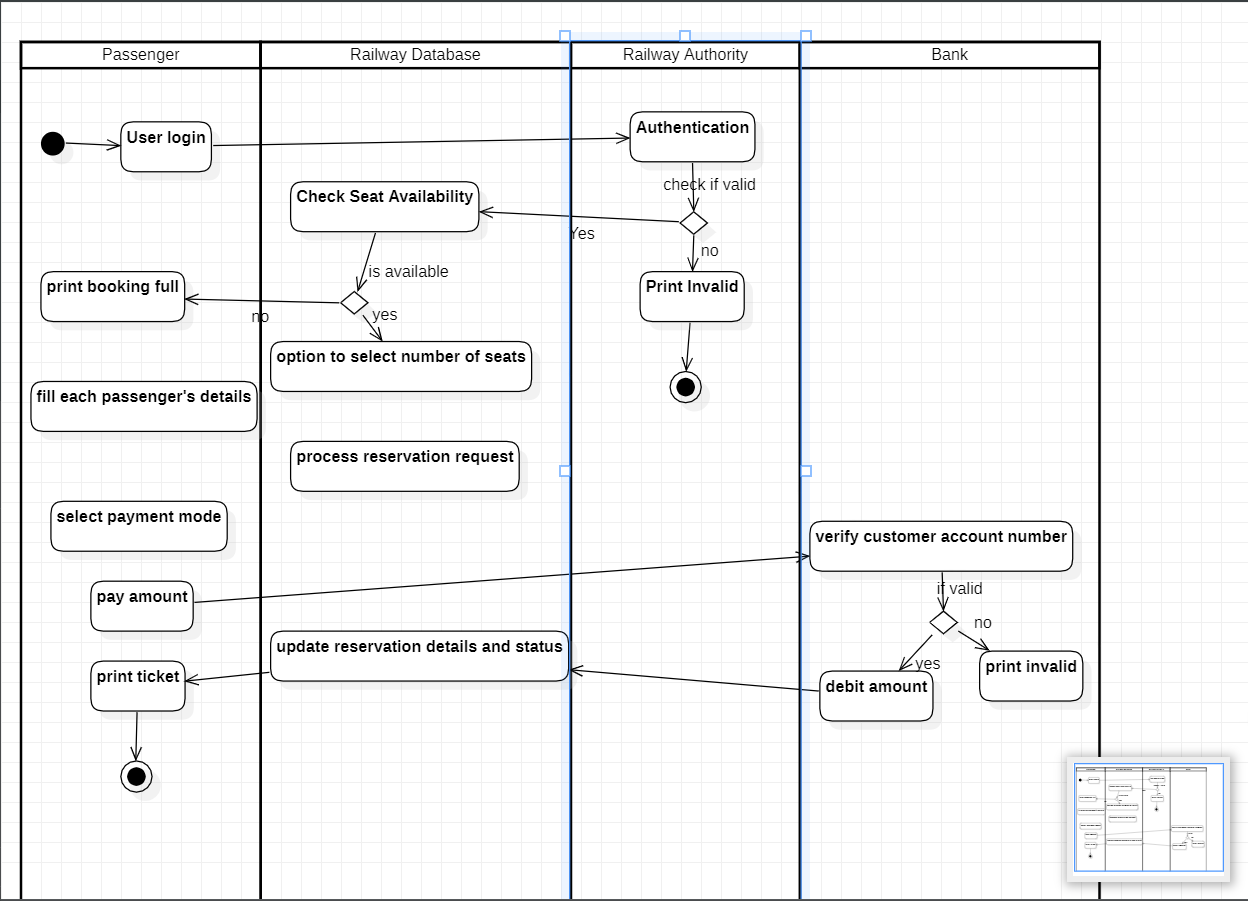 Passenger
Railway Database
Railway Authority
Bank
User login
Authentication
check if valid
Check Seat Availability
Yes
no
is available
print booking full
Print Invalid
no
yes
option to select number of seats
fill each passenger's details
process reservation request
select payment mode
verify customer account number
if valid
pay amount
no
update reservation details and status
yes
print invalid
print ticket
debit amount